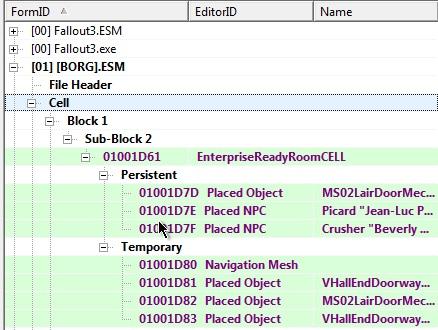 FormID EditorID Name
[00] Fallout3.ESM
[00] Fallout3.exe
[01] [BORG].ESM
File Header
Cell
Block 1
Sub-Block 2
01001D61 EnterpriseReadyRoomCELL
Persistent
01001D7D Placed Object MS02LairDoorMec...
01001D7E Placed NPC Picard "Jean-Luc P...
01001D7F Placed NPC Crusher "Beverly ...
Temporary
01001D80 Navigation Mesh
01001D81 Placed Object VHallEndDoorway...
01001D82 Placed Object MS02LairDoorMec...
01001D83 Placed Object VHallEndDoorway...